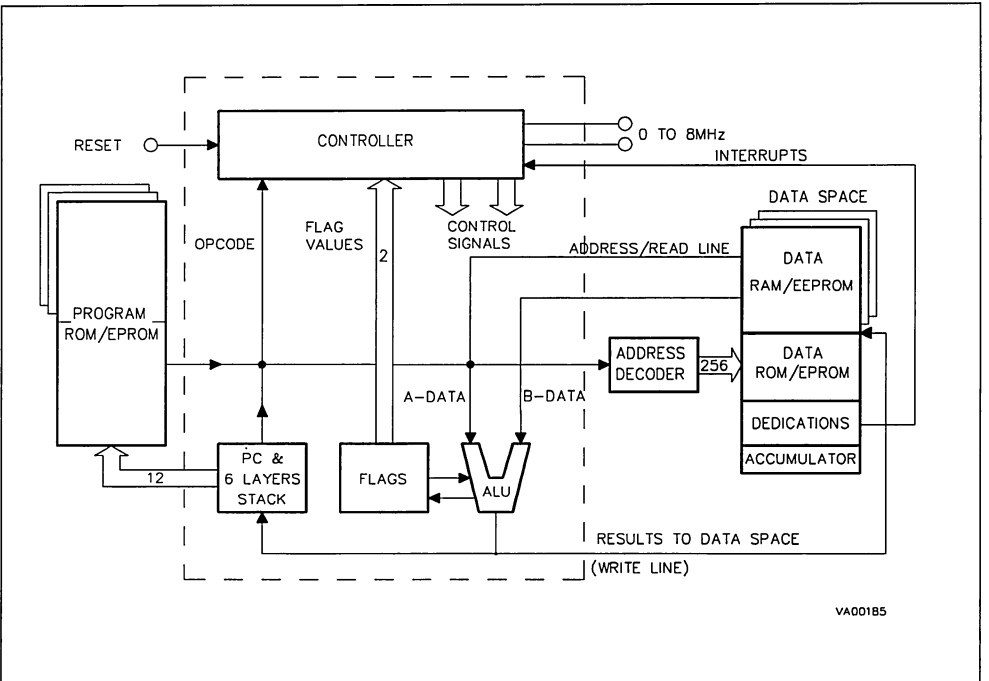 CONTROLLER
RESET
0 TO 8MHz
INTERRUPTS
OPCODE
FLAG
VALUES
2
CONTROL
SIGNALS
DATA SPACE
ADDRESS/READ LINE
DATA
RAM/EEPROM
PROGRAM
ROM/EPROM
ADDRESS
DECODER
256
DATA
ROM/EPROM
A-DATA
B-DATA
DEDICATIONS
ACCUMULATOR
12
PC &
6 LAYERS
STACK
FLAGS
ALU
RESULTS TO DATA SPACE
(WRITE LINE)
VA00185